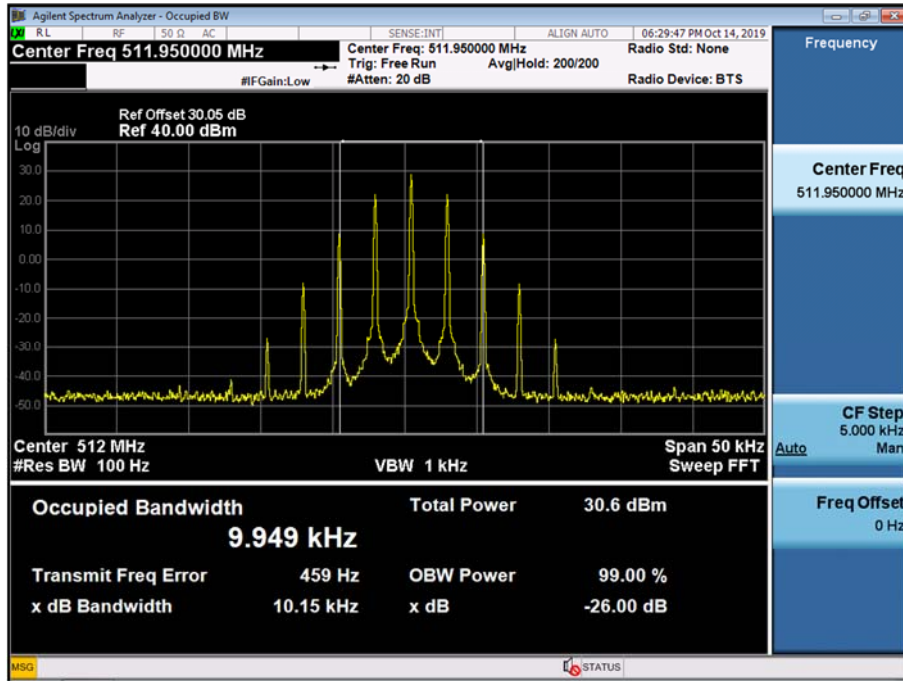 Agilent Spectrum Analyzer - Occupied BW
LXI RL RF 50 Ω AC SENSE:INT ALIGN AUTO 06:29:47 PM Oct 14, 2019
Center Freq 511.950000 MHz
Center Freq: 511.950000 MHz Radio Std: None
Trig: Free Run Avg|Hold: 200/200
#IFGain:Low #Atten: 20 dB Radio Device: BTS
Frequency
Ref Offset 30.05 dB
10 dB/div Ref 40.00 dBm
Log
30.0
20.0
10.0
0.00
-10.0
-20.0
-30.0
-40.0
-50.0
Center 512 MHz Span 50 kHz
#Res BW 100 Hz VBW 1 kHz Sweep FFT
Occupied Bandwidth Total Power 30.6 dBm
9.949 kHz
Transmit Freq Error 459 Hz OBW Power 99.00 %
x dB Bandwidth 10.15 kHz x dB -26.00 dB
Center Freq
511.950000 MHz
CF Step
5.000 kHz
Auto Man
Freq Offset
0 Hz
MSG STATUS